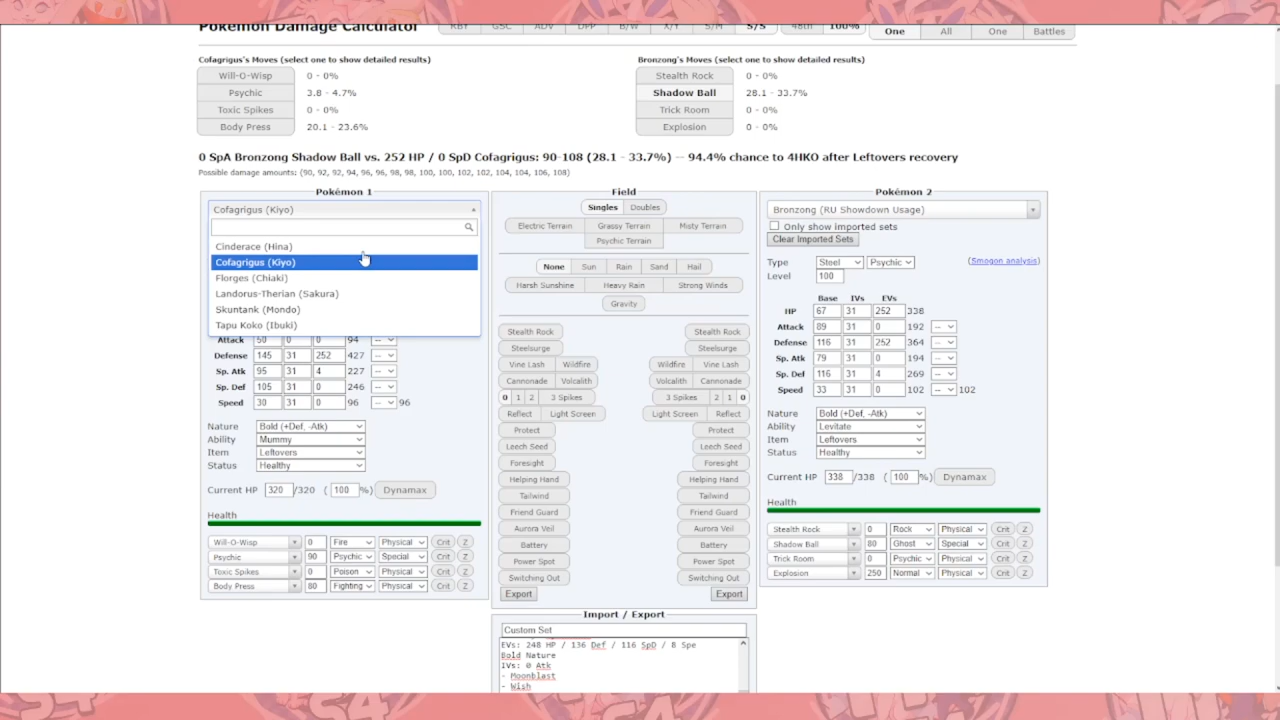 Pokémon Damage Calculator RBY GSC ADV DPP B/W X/Y S/M S/S 48th 100% One All One Battles
Cofagrigus's Moves (select one to show detailed results) Bronzong's Moves (select one to show detailed results)
Will-O-Wisp 0 - 0% Stealth Rock 0 - 0%
Psychic 3.8 - 4.7% Shadow Ball 28.1 - 33.7%
Toxic Spikes 0 - 0% Trick Room 0 - 0%
Body Press 20.1 - 23.6% Explosion 0 - 0%
0 SpA Bronzong Shadow Ball vs. 252 HP / 0 SpD Cofagrigus: 90-108 (28.1 - 33.7%) -- 94.4% chance to 4HKO after Leftovers recovery
Possible damage amounts: (90, 92, 92, 94, 96, 96, 98, 98, 100, 100, 102, 102, 104, 104, 106, 108)
Pokémon 1
Cofagrigus (Kiyo)
Cinderace (Hina)
Cofagrigus (Kiyo)
Florges (Chiaki)
Landorus-Therian (Sakura)
Skuntank (Mondo)
Tapu Koko (Ibuki)
Attack 50 0 0 94 --
Defense 145 31 252 427 --
Sp. Atk 95 31 4 227 --
Sp. Def 105 31 0 246 --
Speed 30 31 0 96 -- 96
Nature Bold (+Def, -Atk)
Ability Mummy
Item Leftovers
Status Healthy
Current HP 320 /320 ( 100 %) Dynamax
Health
Will-O-Wisp 0 Fire Physical Crit Z
Psychic 90 Psychic Special Crit Z
Toxic Spikes 0 Poison Physical Crit Z
Body Press 80 Fighting Physical Crit Z
Field
Singles Doubles
Electric Terrain Grassy Terrain Misty Terrain
Psychic Terrain
None Sun Rain Sand Hail
Harsh Sunshine Heavy Rain Strong Winds
Gravity
Stealth Rock Stealth Rock
Steelsurge Steelsurge
Vine Lash Wildfire Wildfire Vine Lash
Cannonade Volcalith Volcalith Cannonade
0 1 2 3 Spikes 3 Spikes 2 1 0
Reflect Light Screen Light Screen Reflect
Protect Protect
Leech Seed Leech Seed
Foresight Foresight
Helping Hand Helping Hand
Tailwind Tailwind
Friend Guard Friend Guard
Aurora Veil Aurora Veil
Battery Battery
Power Spot Power Spot
Switching Out Switching Out
Export Export
Import / Export
Custom Set
EVs: 248 HP / 136 Def / 116 SpD / 8 Spe
Bold Nature
IVs: 0 Atk
- Moonblast
- Wish
Pokémon 2
Bronzong (RU Showdown Usage)
Only show imported sets
Clear Imported Sets
Type Steel Psychic (Smogon analysis)
Level 100
Base IVs EVs
HP 67 31 252 338
Attack 89 31 0 192 --
Defense 116 31 252 364 --
Sp. Atk 79 31 0 194 --
Sp. Def 116 31 4 269 --
Speed 33 31 0 102 -- 102
Nature Bold (+Def, -Atk)
Ability Levitate
Item Leftovers
Status Healthy
Current HP 338 /338 ( 100 %) Dynamax
Health
Stealth Rock 0 Rock Physical Crit Z
Shadow Ball 80 Ghost Special Crit Z
Trick Room 0 Psychic Physical Crit Z
Explosion 250 Normal Physical Crit Z